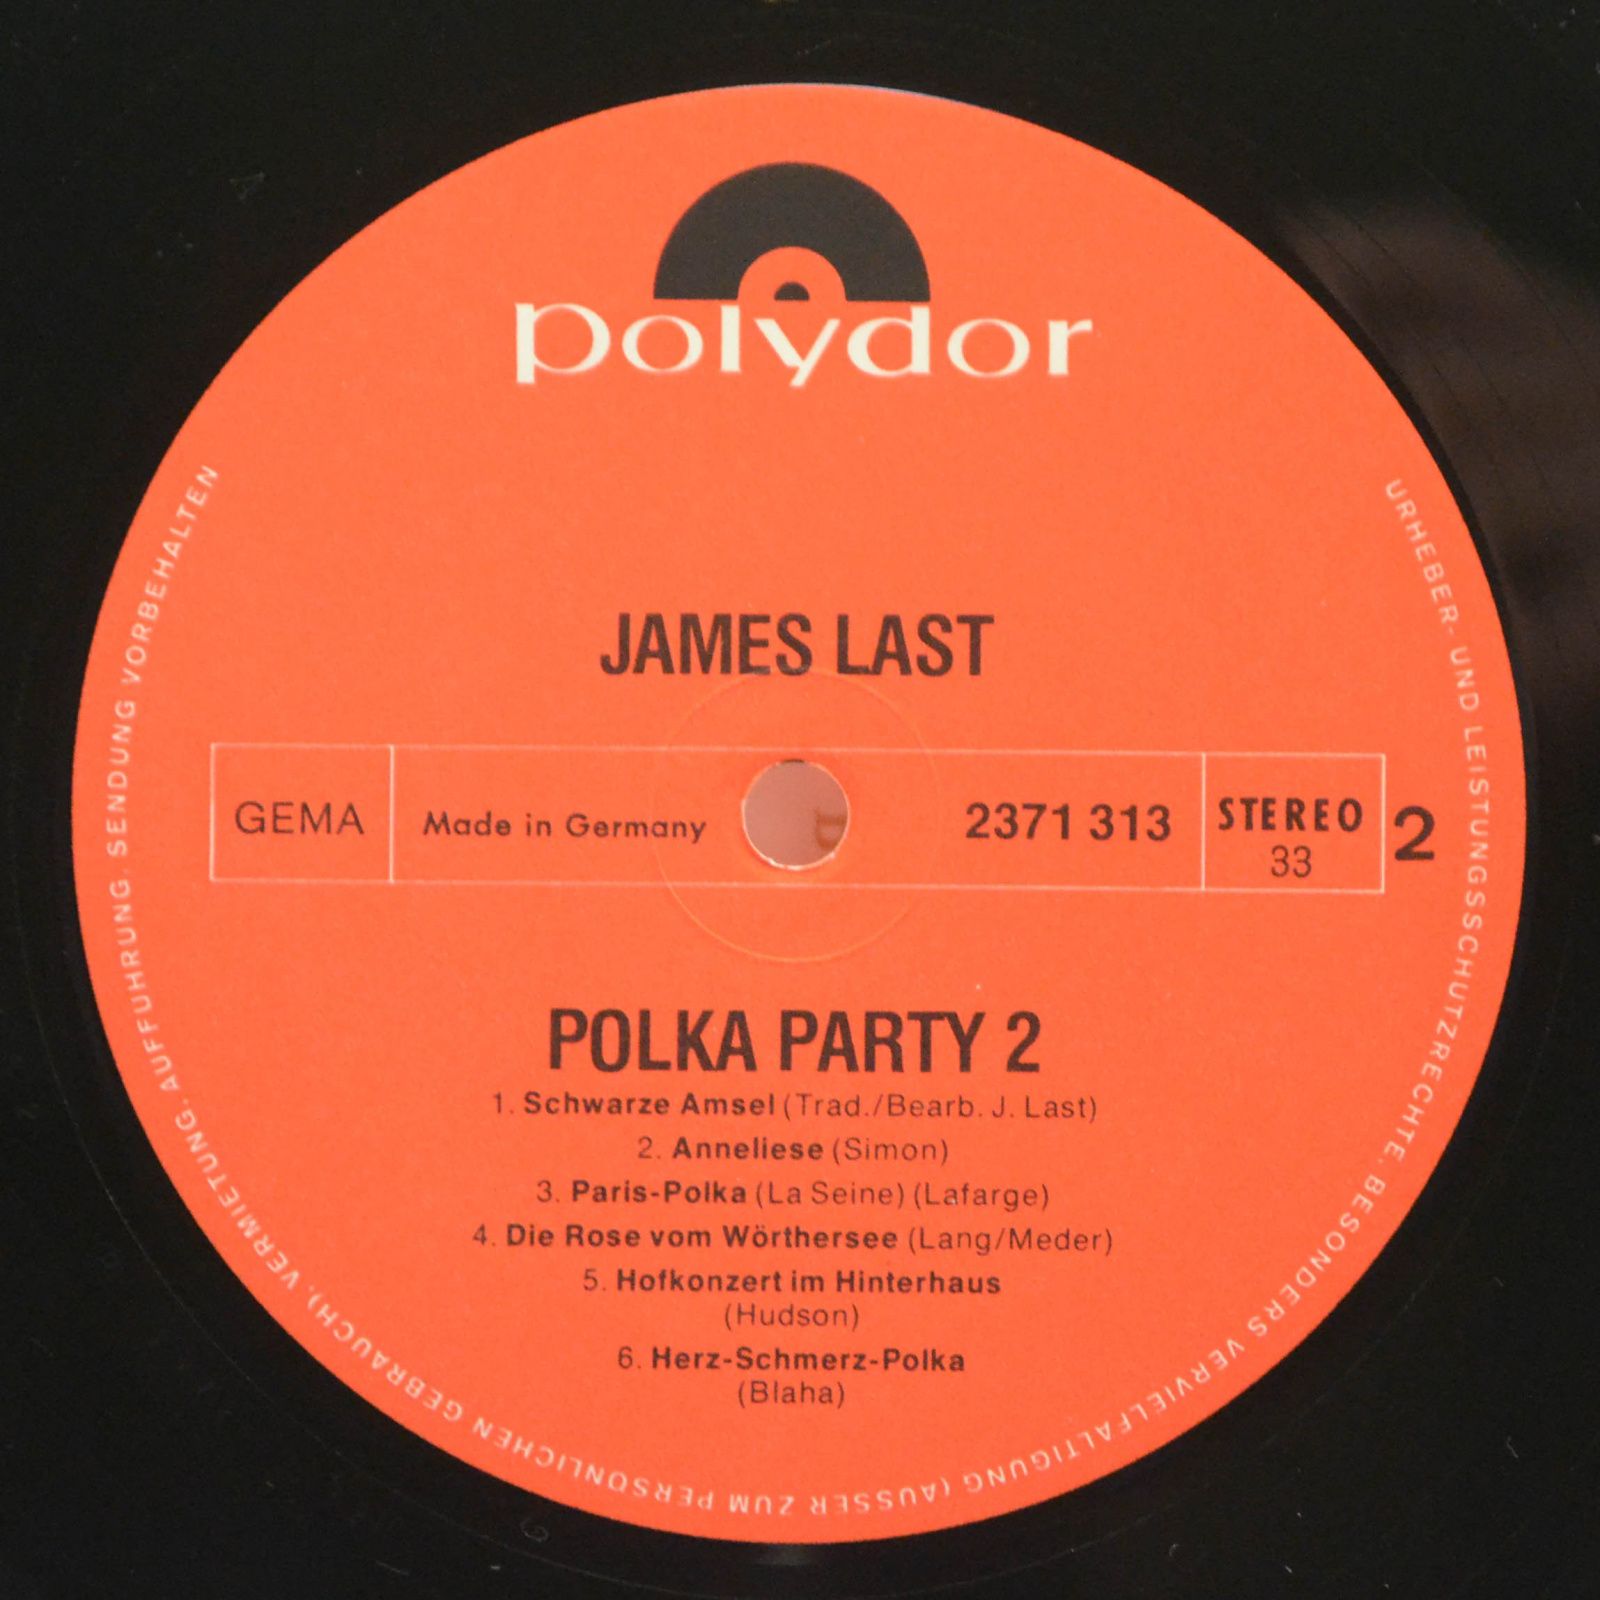 polydor
JAMES LAST
GEMA
Made in Germany
2371 313
STEREO
33
2
POLKA PARTY 2
1. Schwarze Amsel (Trad./Bearb. J. Last)
2. Anneliese (Simon)
3. Paris-Polka (La Seine) (Lafarge)
4. Die Rose vom Wörthersee (Lang/Meder)
5. Hofkonzert im Hinterhaus
(Hudson)
6. Herz-Schmerz-Polka
(Blaha)
URHEBER- UND LEISTUNGSSCHUTZRECHTE, BESONDERS VERVIELFÄLTIGUNG (AUSSER ZUM PERSÖNLICHEN GEBRAUCH), VERMIETUNG, AUFFÜHRUNG, SENDUNG VORBEHALTEN